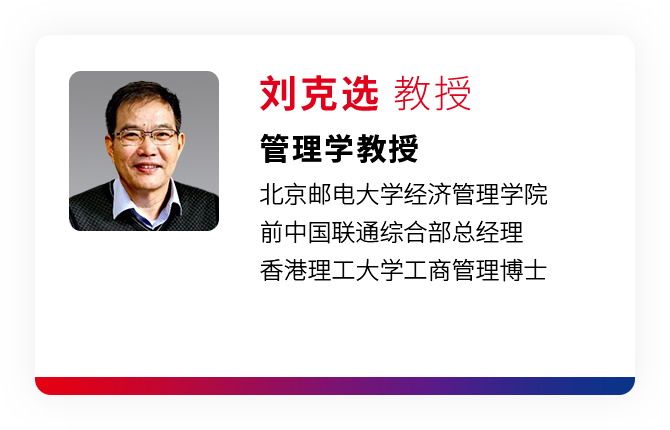 刘克选 教授
管理学教授
北京邮电大学经济管理学院
前中国联通综合部总经理
香港理工大学工商管理博士